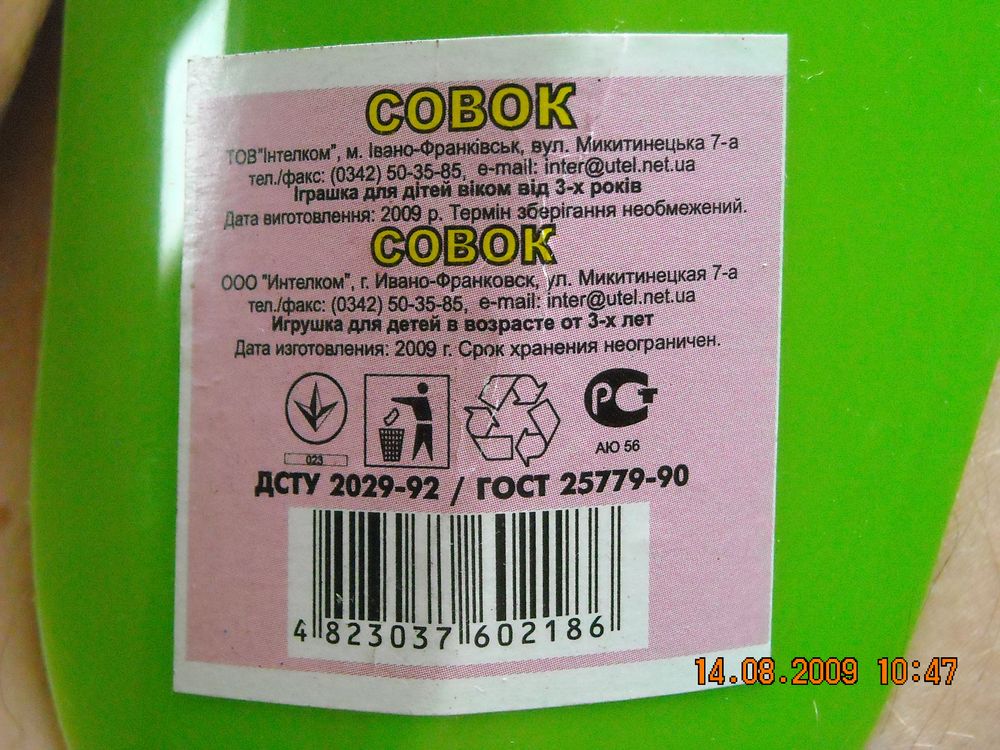 СОВОК
ТОВ"Інтелком", м. Івано-Франківськ, вул. Микитинецька 7-а
тел./факс: (0342) 50-35-85, e-mail: inter@utel.net.ua
Іграшка для дітей віком від 3-х років
Дата виготовлення: 2009 р. Термін зберігання необмежений.
СОВОК
ООО "Интелком", г. Ивано-Франковск, ул. Микитинецкая 7-а
тел./факс: (0342) 50-35-85, e-mail: inter@utel.net.ua
Игрушка для детей в возрасте от 3-х лет
Дата изготовления: 2009 г. Срок хранения неограничен.
РСТ
023
АЮ 56
ДСТУ 2029-92 / ГОСТ 25779-90
4 823037 602186
14.08.2009 10:47